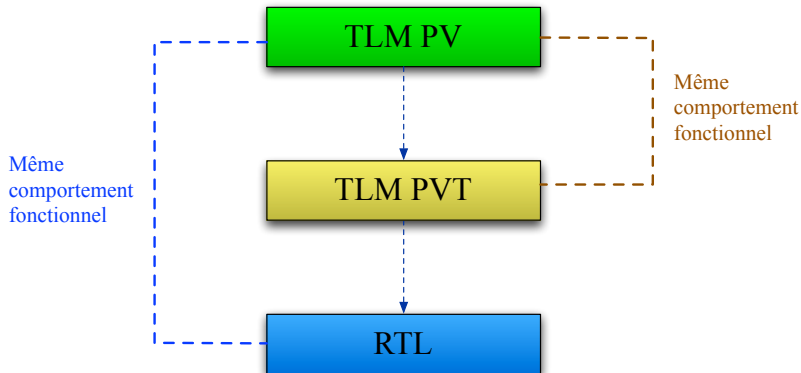 TLM PV
Même
comportement
fonctionnel
TLM PVT
Même
comportement
fonctionnel
RTL